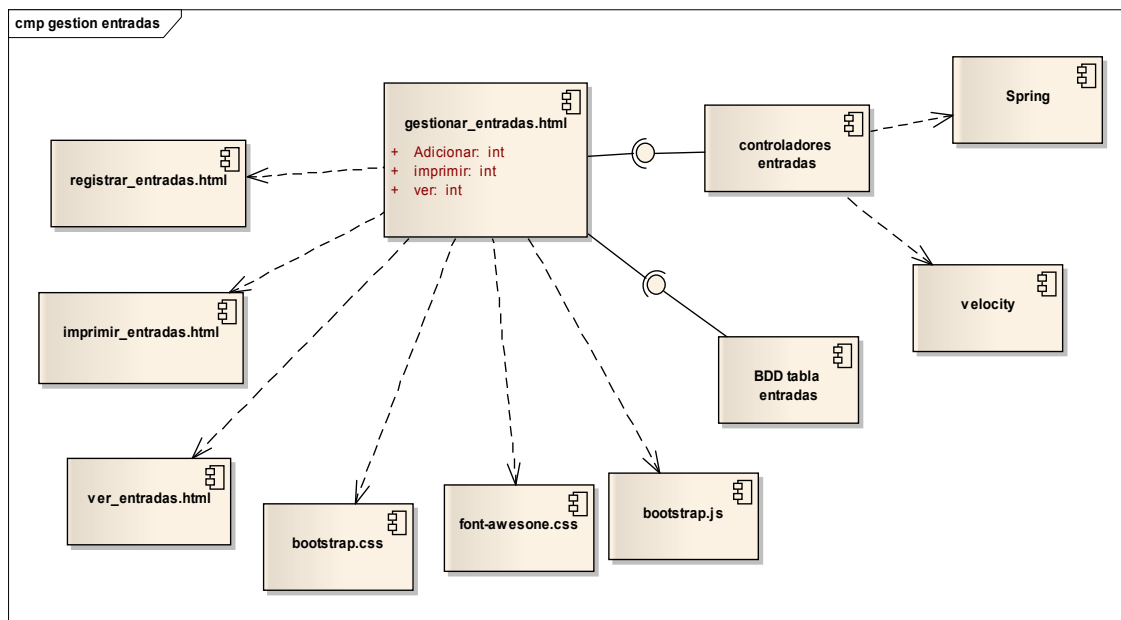 cmp gestion entradas
gestionar_entradas.html
+ Adicionar: int
+ imprimir: int
+ ver: int
controladores
entradas
Spring
registrar_entradas.html
velocity
imprimir_entradas.html
BDD tabla
entradas
ver_entradas.html
bootstrap.css
font-awesone.css
bootstrap.js